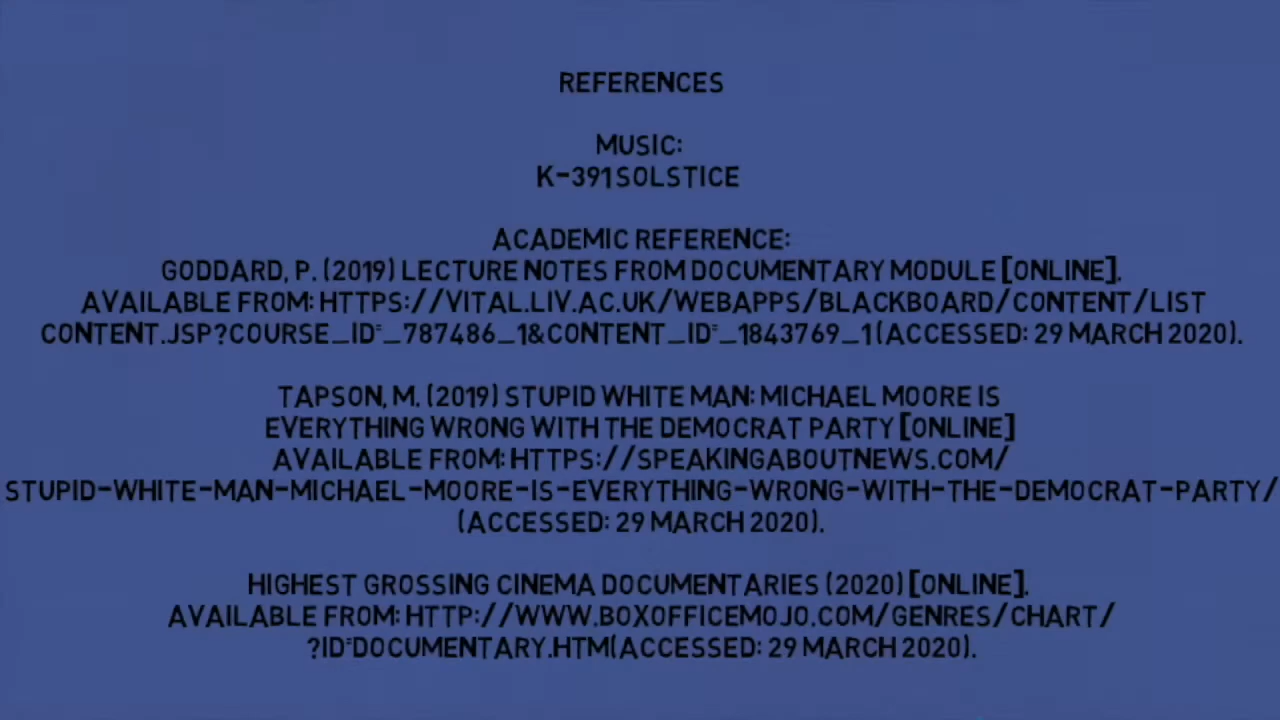 REFERENCES
MUSIC:
K-391 SOLSTICE
ACADEMIC REFERENCE:
GODDARD, P. (2019) LECTURE NOTES FROM DOCUMENTARY MODULE [ONLINE].
AVAILABLE FROM: HTTPS://VITAL.LIV.AC.UK/WEBAPPS/BLACKBOARD/CONTENT/LIST
CONTENT.JSP?COURSE_ID=_787486_1&CONTENT_ID=_1843769_1 (ACCESSED: 29 MARCH 2020).
TAPSON, M. (2019) STUPID WHITE MAN: MICHAEL MOORE IS
EVERYTHING WRONG WITH THE DEMOCRAT PARTY [ONLINE]
AVAILABLE FROM: HTTPS://SPEAKINGABOUTNEWS.COM/
STUPID-WHITE-MAN-MICHAEL-MOORE-IS-EVERYTHING-WRONG-WITH-THE-DEMOCRAT-PARTY/
(ACCESSED: 29 MARCH 2020).
HIGHEST GROSSING CINEMA DOCUMENTARIES (2020) [ONLINE].
AVAILABLE FROM: HTTP://WWW.BOXOFFICEMOJO.COM/GENRES/CHART/
?ID=DOCUMENTARY.HTM(ACCESSED: 29 MARCH 2020).